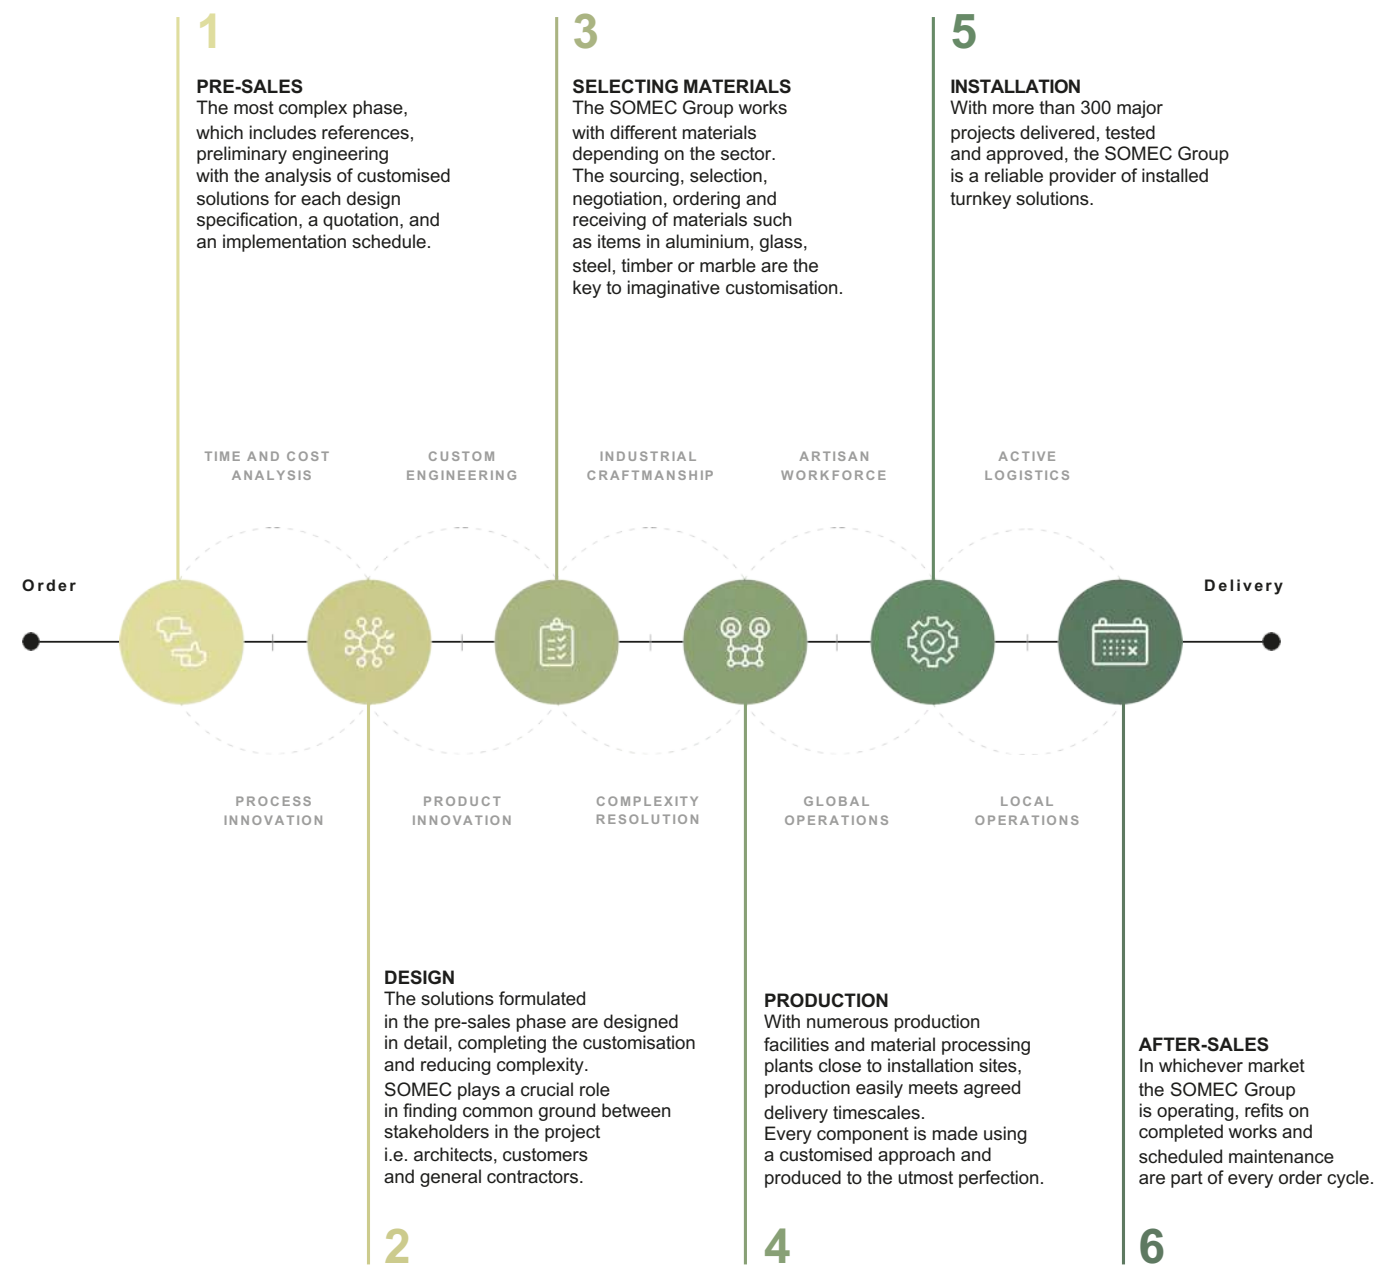 1
PRE-SALES
The most complex phase,
which includes references,
preliminary engineering
with the analysis of customised
solutions for each design
specification, a quotation, and
an implementation schedule.
3
SELECTING MATERIALS
The SOMEC Group works
with different materials
depending on the sector.
The sourcing, selection,
negotiation, ordering and
receiving of materials such
as items in aluminium, glass,
steel, timber or marble are the
key to imaginative customisation.
5
INSTALLATION
With more than 300 major
projects delivered, tested
and approved, the SOMEC Group
is a reliable provider of installed
turnkey solutions.
TIME AND COST
ANALYSIS
CUSTOM
ENGINEERING
INDUSTRIAL
CRAFTMANSHIP
ARTISAN
WORKFORCE
ACTIVE
LOGISTICS
Order
Delivery
PROCESS
INNOVATION
PRODUCT
INNOVATION
COMPLEXITY
RESOLUTION
GLOBAL
OPERATIONS
LOCAL
OPERATIONS
DESIGN
The solutions formulated
in the pre-sales phase are designed
in detail, completing the customisation
and reducing complexity.
SOMEC plays a crucial role
in finding common ground between
stakeholders in the project
i.e. architects, customers
and general contractors.
2
PRODUCTION
With numerous production
facilities and material processing
plants close to installation sites,
production easily meets agreed
delivery timescales.
Every component is made using
a customised approach and
produced to the utmost perfection.
4
AFTER-SALES
In whichever market
the SOMEC Group
is operating, refits on
completed works and
scheduled maintenance
are part of every order cycle.
6